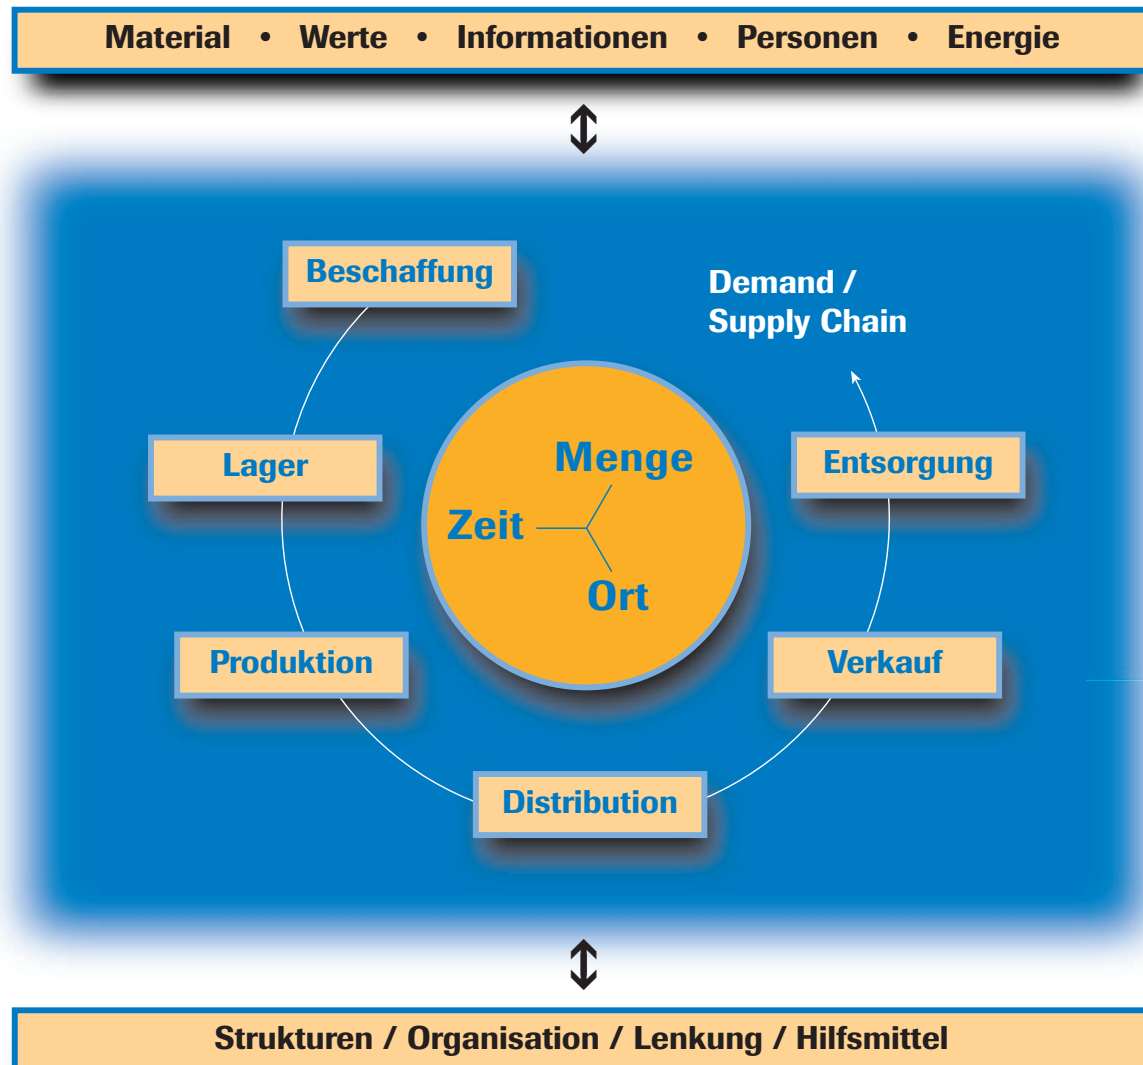 Material • Werte • Informationen • Personen • Energie
Beschaffung
Demand /
Supply Chain
Lager
Menge
Zeit
Ort
Entsorgung
Produktion
Verkauf
Distribution
Strukturen / Organisation / Lenkung / Hilfsmittel